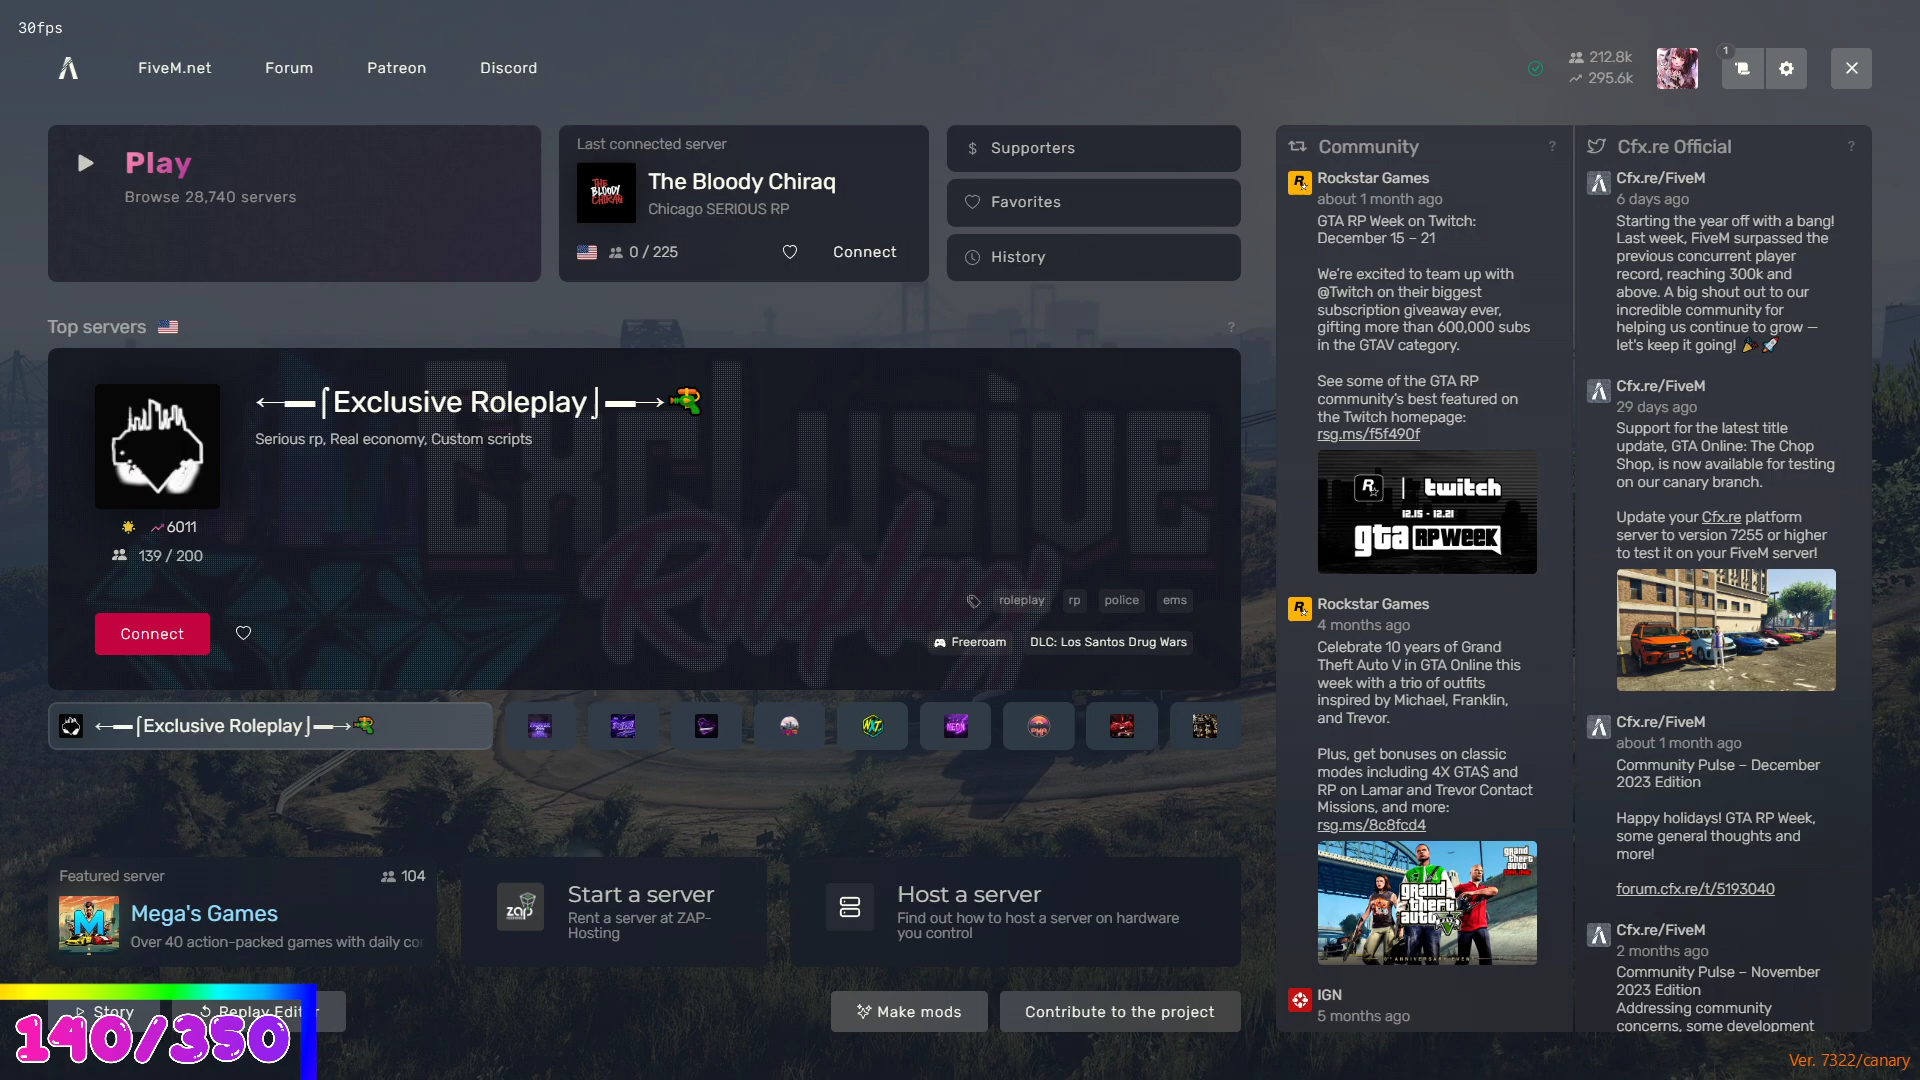 30fps
FiveM.net
Forum
Patreon
Discord
212.8k
295.6k
1
Play
Browse 28,740 servers
Last connected server
THE BLOODY CHIRAQ
The Bloody Chiraq
Chicago SERIOUS RP
0 / 225
Connect
$ Supporters
Favorites
History
Top servers
?
←▬▬⌠Exclusive Roleplay⌡▬▬→
Serious rp, Real economy, Custom scripts
Exclusive
Roleplay
6011
139 / 200
Connect
roleplay
rp
police
ems
Freeroam
DLC: Los Santos Drug Wars
←▬⌠Exclusive Roleplay⌡▬→
Featured server
104
Mega's Games
Over 40 action-packed games with daily cor
zap
Start a server
Rent a server at ZAP-
Hosting
Host a server
Find out how to host a server on hardware
you control
Story
Replay Editor
140/350
Make mods
Contribute to the project
Community
?
Rockstar Games
about 1 month ago
GTA RP Week on Twitch:
December 15 – 21
We're excited to team up with
@Twitch on their biggest
subscription giveaway ever,
gifting more than 600,000 subs
in the GTAV category.
See some of the GTA RP
community's best featured on
the Twitch homepage:
rsg.ms/f5f490f
R | twitch
12.15 - 12.21
gta RP WEEK
Rockstar Games
4 months ago
Celebrate 10 years of Grand
Theft Auto V in GTA Online this
week with a trio of outfits
inspired by Michael, Franklin,
and Trevor.
Plus, get bonuses on classic
modes including 4X GTA$ and
RP on Lamar and Trevor Contact
Missions, and more:
rsg.ms/8c8fcd4
grand theft auto ONLINE
grand theft auto V
IGN
5 months ago
Cfx.re Official
?
Cfx.re/FiveM
6 days ago
Starting the year off with a bang!
Last week, FiveM surpassed the
previous concurrent player
record, reaching 300k and
above. A big shout out to our
incredible community for
helping us continue to grow —
let's keep it going! 🎉 🚀
Cfx.re/FiveM
29 days ago
Support for the latest title
update, GTA Online: The Chop
Shop, is now available for testing
on our canary branch.
Update your Cfx.re platform
server to version 7255 or higher
to test it on your FiveM server!
Cfx.re/FiveM
about 1 month ago
Community Pulse – December
2023 Edition
Happy holidays! GTA RP Week,
some general thoughts and
more!
forum.cfx.re/t/5193040
Cfx.re/FiveM
2 months ago
Community Pulse – November
2023 Edition
Addressing community
concerns, some development
Ver. 7322/canary